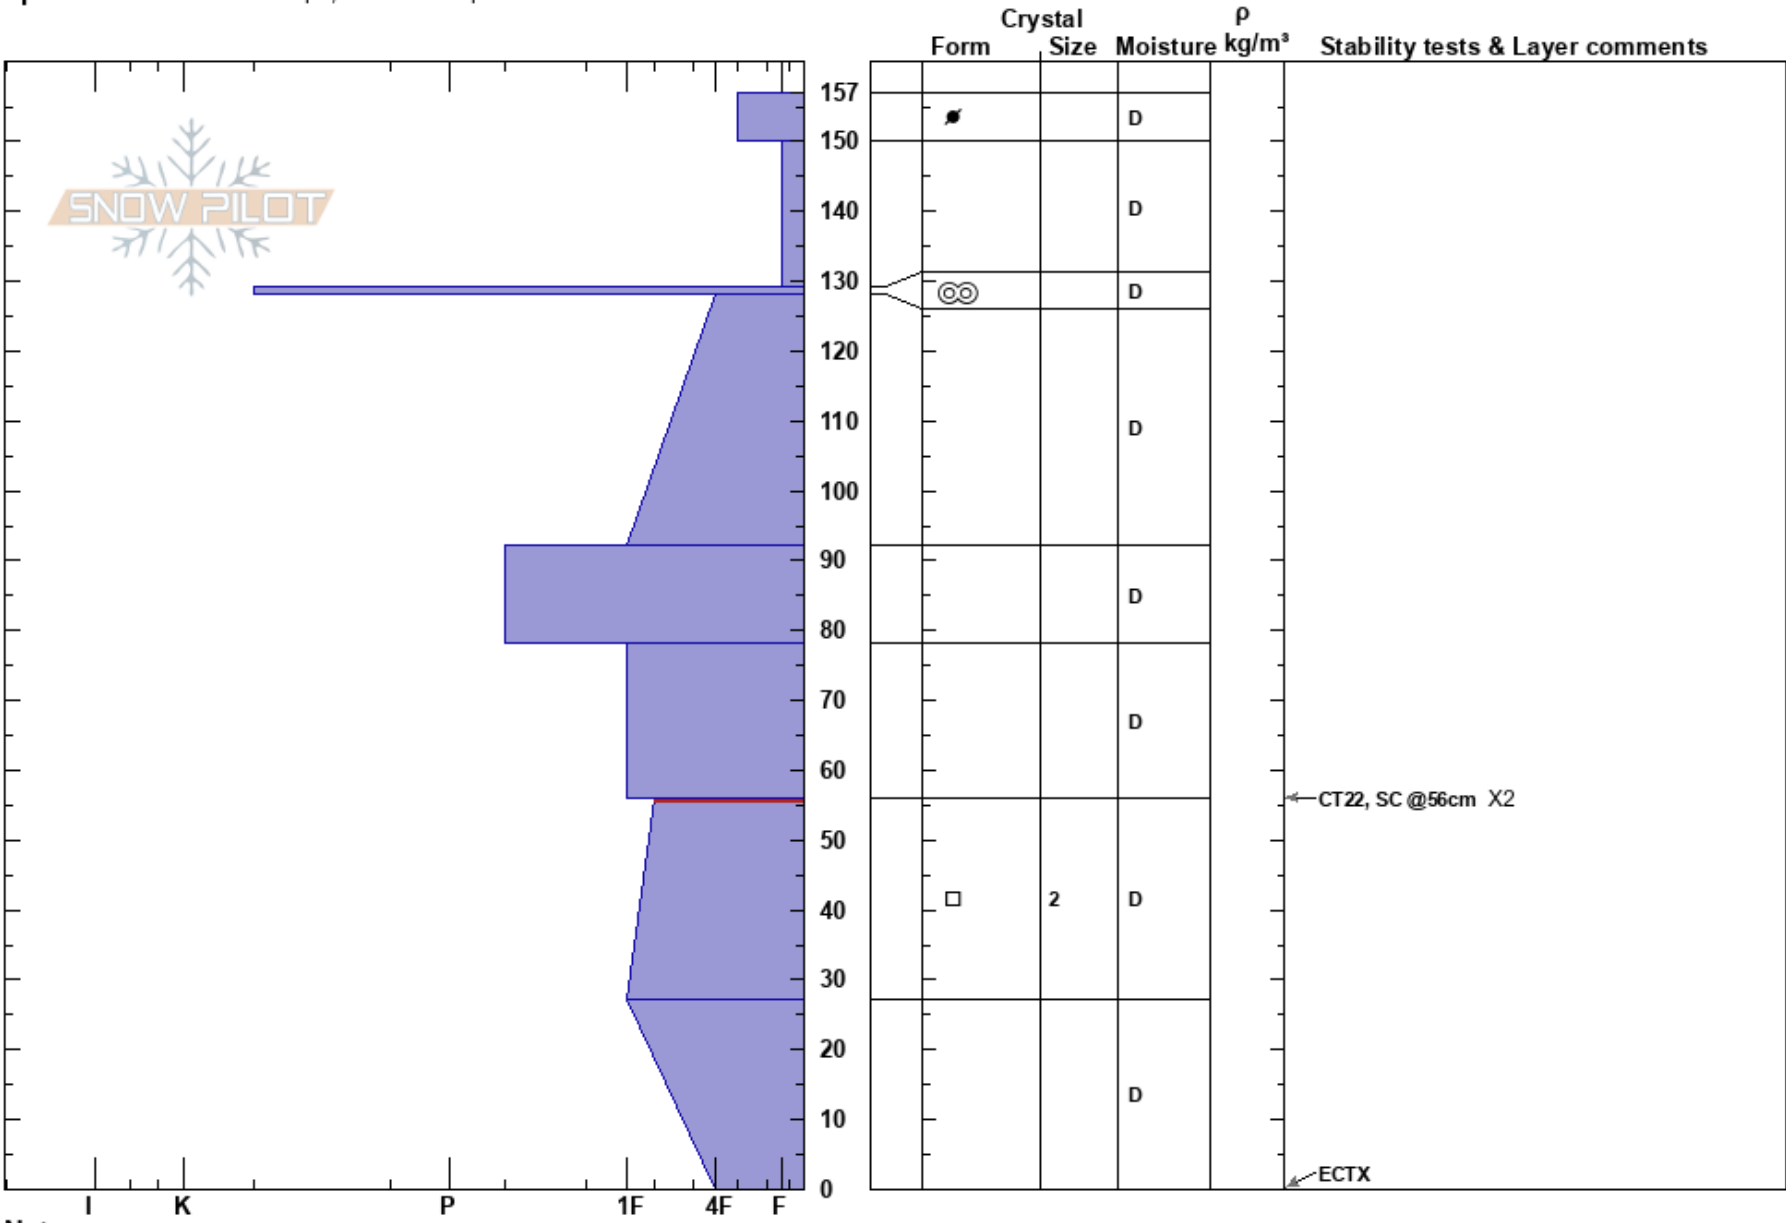 Crystal ρ
Form Size Moisture kg/m³ Stability tests & Layer comments
157
D
150
SNOW PILOT
140 D
130 D
120
110 D
100
90
D
80
70 D
60
CT22, SC @56cm X2
50
40 2 D
30
20
D
10
ECTX
0
I K P 1F 4F F